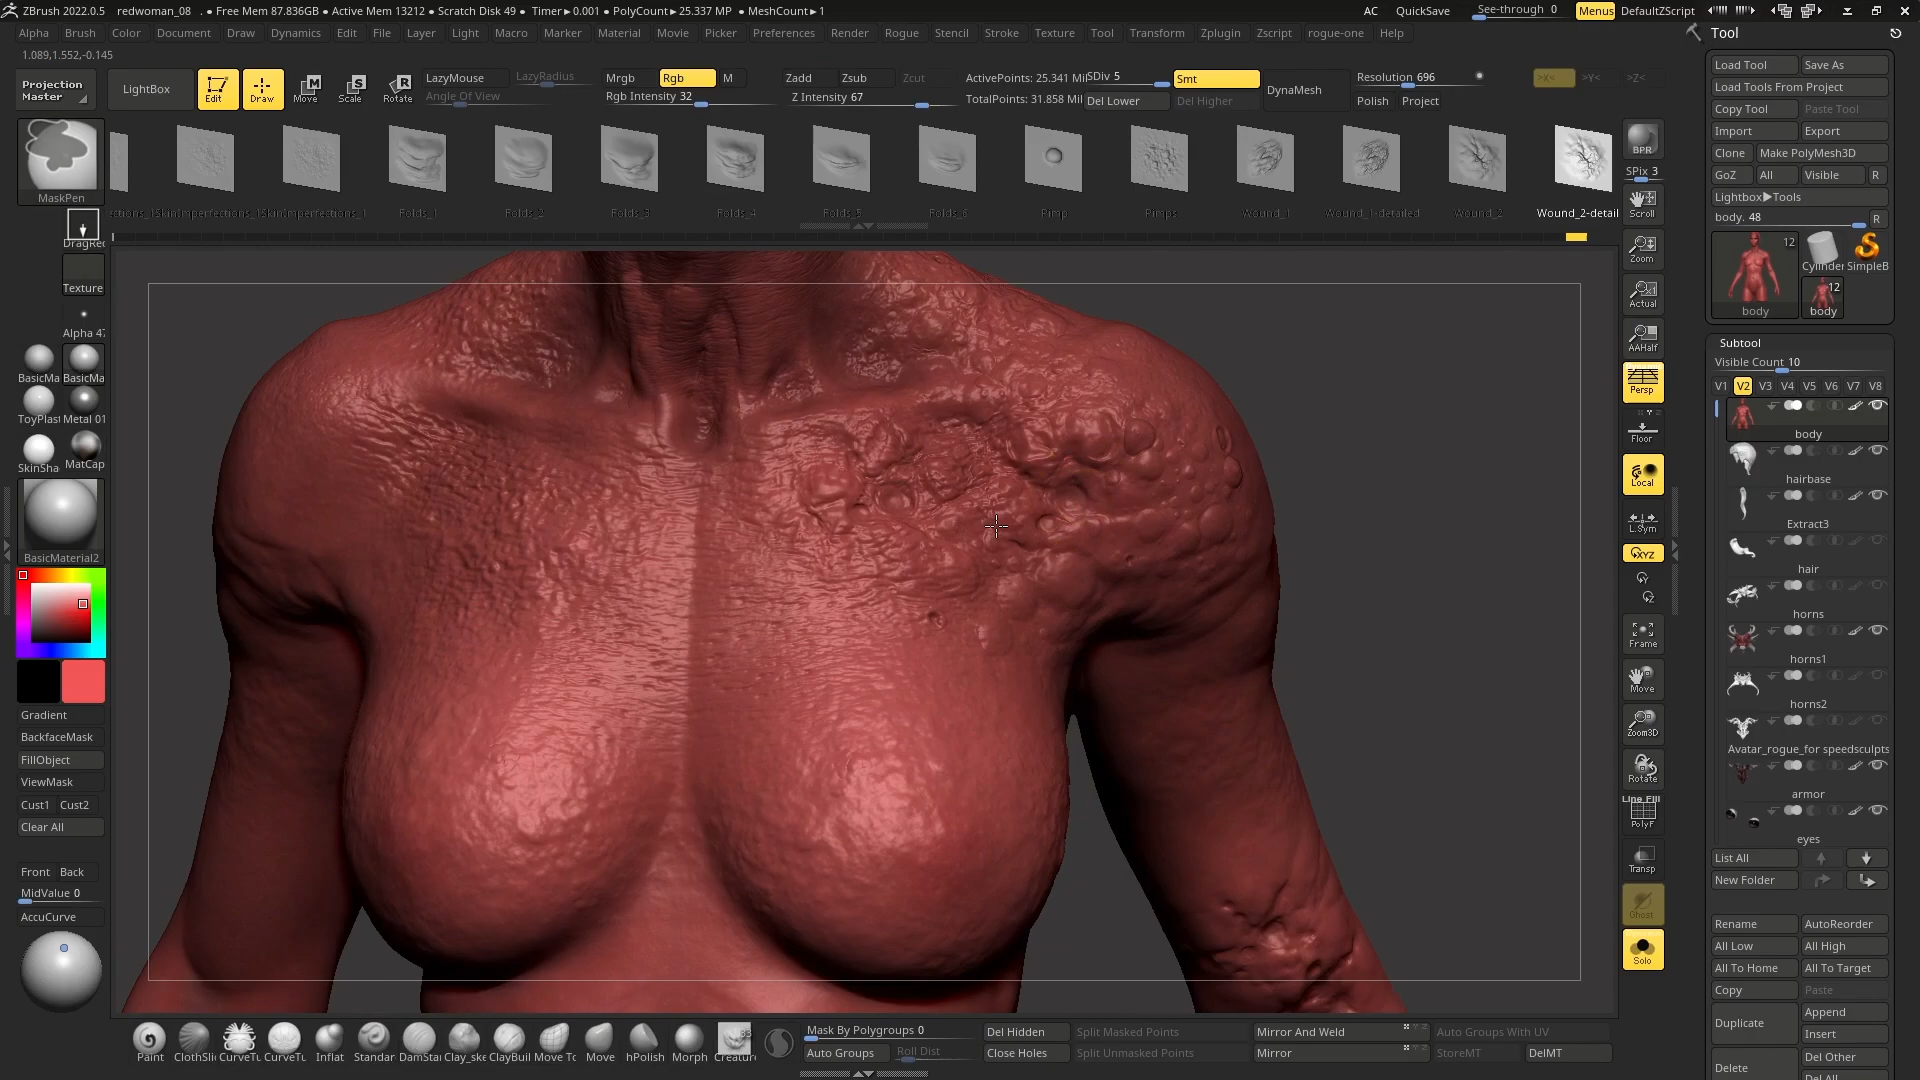 ZBrush 2022.5 redwoman_08 . • Free Mem 87.836GB • Active Mem 13212 • Scratch Disk 49 • Timer▸0.001 • PolyCount▸25.337 MP • MeshCount▸1 AC QuickSave See-through 0 Menus DefaultZScript
Alpha Brush Color Document Draw Dynamics Edit File Layer Light Macro Marker Material Movie Picker Preferences Render Rogue Stencil Stroke Texture Tool Transform Zplugin Zscript rogue-one Help Tool
1.089,1.552,-0.145
Projection Master LightBox Edit Draw Move Scale Rotate
LazyMouse LazyRadius Mrgb Rgb M Zadd Zsub Zcut ActivePoints: 25.341 Mil SDiv 5 Smt DynaMesh Resolution 696 >X< >Y< >Z<
Angle Of View Rgb Intensity 32 Z Intensity 67 TotalPoints: 31.858 Mil Del Lower Del Higher Polish Project
Load Tool Save As
Load Tools From Project
Copy Tool Paste Tool
Import Export
Clone Make PolyMesh3D
GoZ All Visible R
Lightbox▶Tools
body. 48 R
12
Cylinder SimpleB
12
body body
MaskPen
Folds_1 Folds_2 Folds_3 Folds_4 Folds_5 Folds_6 Pimp Pimps Wound_1 Wound_1-detailed Wound_2 Wound_2-detail
DragRec
Texture
Alpha 47
BasicMa BasicMa
ToyPlast Metal 01
SkinSha MatCap
BasicMaterial2
Gradient
BackfaceMask
FillObject
ViewMask
Cust1 Cust2
Clear All
Front Back
MidValue 0
AccuCurve
BPR
SPix 3
Scroll
Zoom
Actual
AAHalf
Persp
Floor
Local
L.Sym
XYZ
Y
Z
Frame
Move
Zoom3D
Rotate
Line Fill
PolyF
Transp
Ghost
Solo
Subtool
Visible Count 10
V1 V2 V3 V4 V5 V6 V7 V8
body
hairbase
Extract3
hair
horns
horns1
horns2
Avatar_rogue_for speedsculpts
armor
eyes
List All
New Folder
Rename AutoReorder
All Low All High
All To Home All To Target
Copy Paste
Duplicate Append
Insert
Delete Del Other
Del All
Paint ClothSli CurveTu CurveTu Inflat Standar DamStai Clay_ske ClayBuil Move To Move hPolish Morph Creatur
Mask By Polygroups 0 Del Hidden Split Masked Points Mirror And Weld Auto Groups With UV
Auto Groups Roll Dist Close Holes Split Unmasked Points Mirror StoreMT DelMT